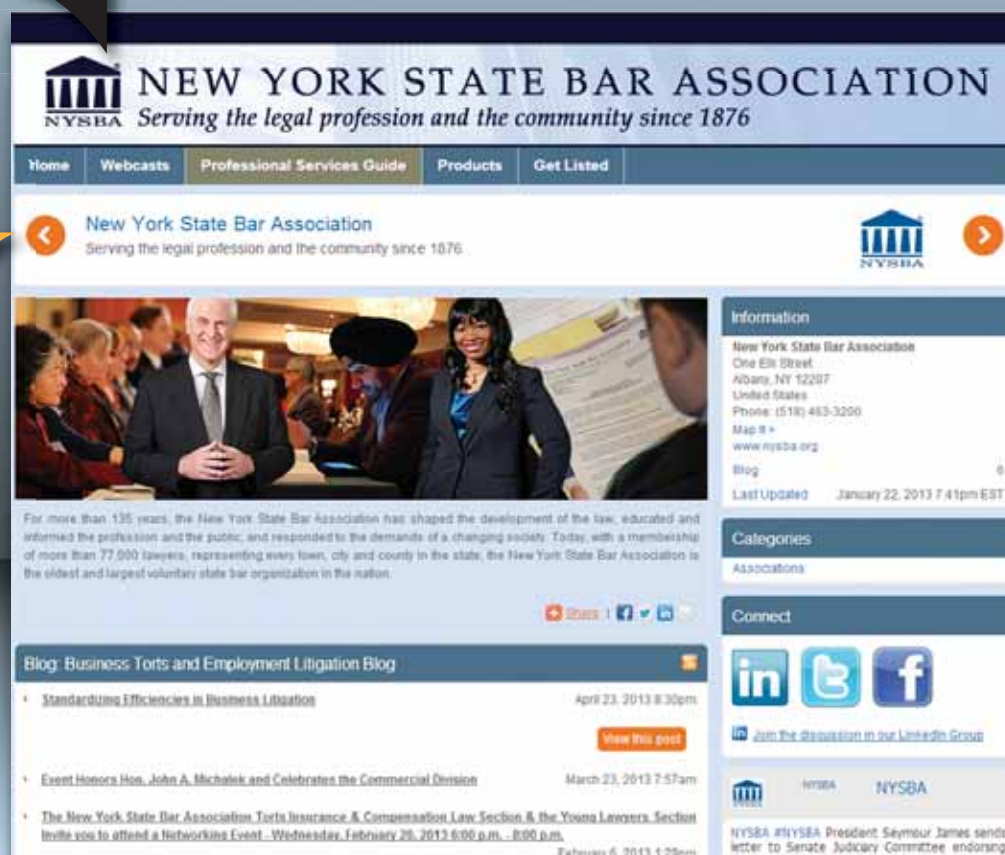 NEW YORK STATE BAR ASSOCIATION
NYSBA Serving the legal profession and the community since 1876
Home Webcasts Professional Services Guide Products Get Listed
New York State Bar Association
Serving the legal profession and the community since 1876
NYSBA
For more than 135 years, the New York State Bar Association has shaped the development of the law, educated and
informed the profession and the public, and responded to the demands of a changing society. Today, with a membership
of more than 77,000 lawyers, representing every town, city and county in the state, the New York State Bar Association is
the oldest and largest voluntary state bar organization in the nation.
Share
Blog: Business Torts and Employment Litigation Blog
Standardizing Efficiencies in Business Litigation April 23, 2013 8:30pm
View this post
Event Honors Hon. John A. Michalek and Celebrates the Commercial Division March 23, 2013 7:57am
The New York State Bar Association Torts Insurance & Compensation Law Section & the Young Lawyers Section
Invite you to attend a Networking Event - Wednesday, February 20, 2013 6:00 p.m. - 8:00 p.m.
February 6, 2013 1:29pm
Information
New York State Bar Association
One Elk Street
Albany, NY 12207
United States
Phone: (518) 463-3200
Map It »
www.nysba.org
Blog 6
Last Updated January 22, 2013 7:41pm EST
Categories
Associations
Connect
Join the discussion in our LinkedIn Group
NYSBA NYSBA
NYSBA #NYSBA President Seymour James sends
letter to Senate Judiciary Committee endorsing